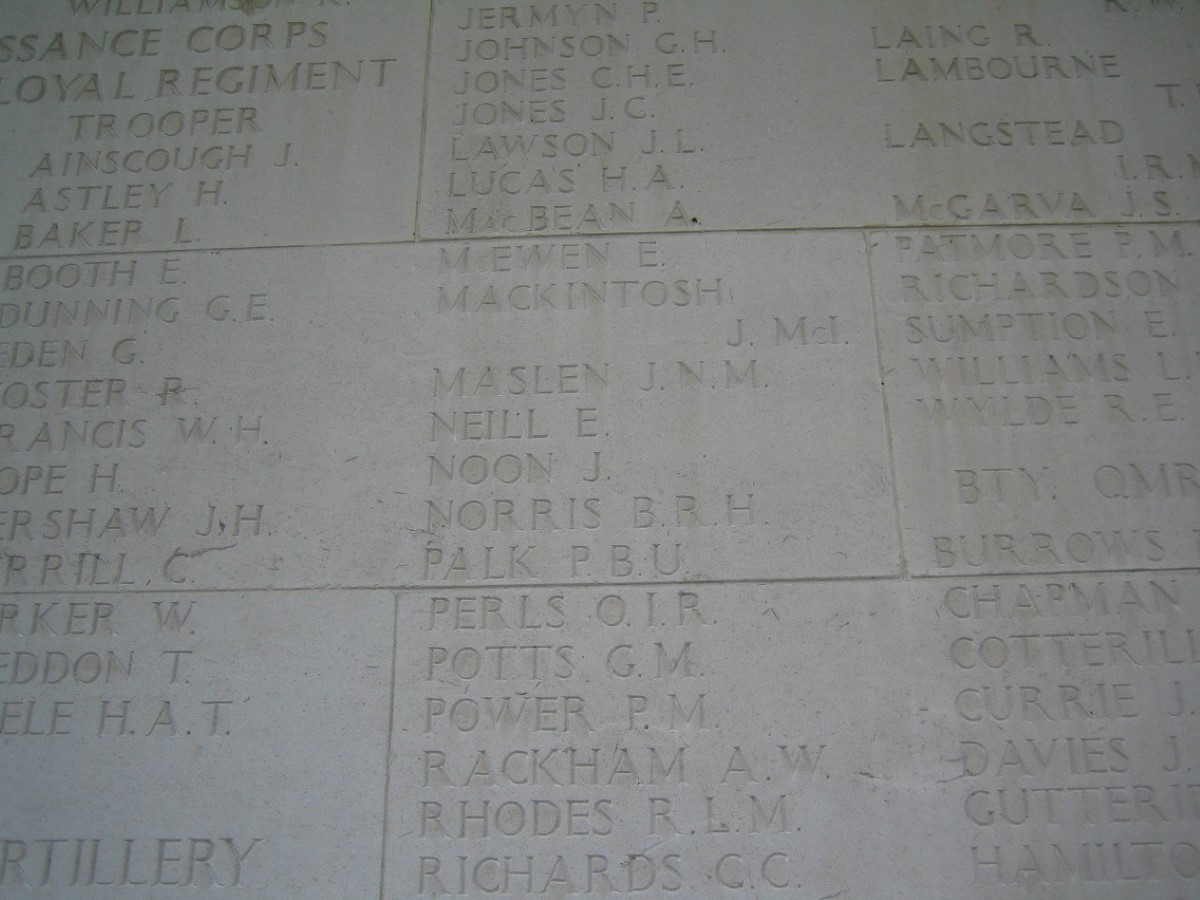 WILLIAMSON R.
SSANCE CORPS
LOYAL REGIMENT
TROOPER
AINSCOUGH J.
ASTLEY H.
BAKER L.
BOOTH E.
DUNNING G.E.
EDEN G.
OSTER R.
RANCIS W.H.
OPE H.
ERSHAW J.H.
RRILL C.
RKER W.
EDDON T.
ELE H.A.T.
RTILLERY
JERMYN P.
JOHNSON G.H.
JONES C.H.E.
JONES J.C.
LAWSON J.L.
LUCAS H.A.
MACBEAN A.
McEWEN E.
MACKINTOSH
J. McI.
MASLEN J.N.M.
NEILL E.
NOON J.
NORRIS B.R.H.
PALK P.B.U.
PERLS O.I.R.
POTTS G.M.
POWER P.M.
RACKHAM A.W.
RHODES R.L.M.
RICHARDS C.C.
R.W.
LAING R.
LAMBOURNE
T.
LANGSTEAD
I.R.
McGARVA J.S.
PATMORE P.M.
RICHARDSON
SUMPTION E.
WILLIAMS L.
WYLDE R.E.
BTY. QMR
BURROWS
CHAPMAN
COTTERILL
CURRIE J.
DAVIES J.
GUTTERI
HAMILTO